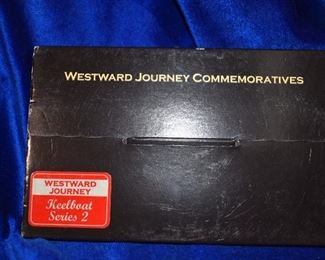 WESTWARD JOURNEY COMMEMORATIVES
WESTWARD
JOURNEY
Keelboat
Series 2